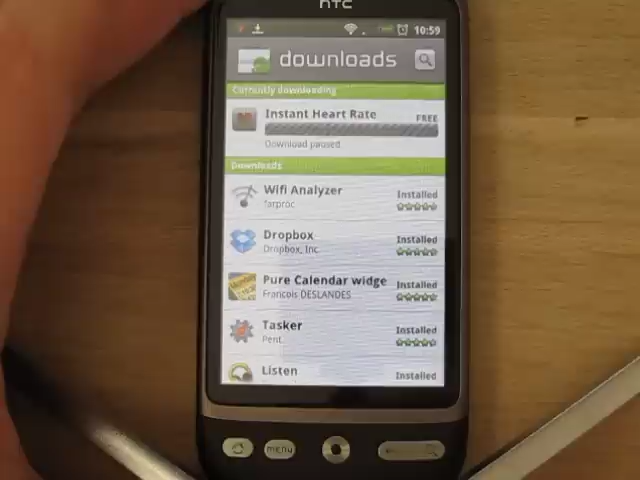 hTC
10:59
downloads
Currently downloading
Instant Heart Rate FREE
Download paused
Downloads
Wifi Analyzer Installed
farproc
Dropbox Installed
Dropbox, Inc.
Pure Calendar widge Installed
Francois DESLANDES
Tasker Installed
Pent
Listen Installed
MENU